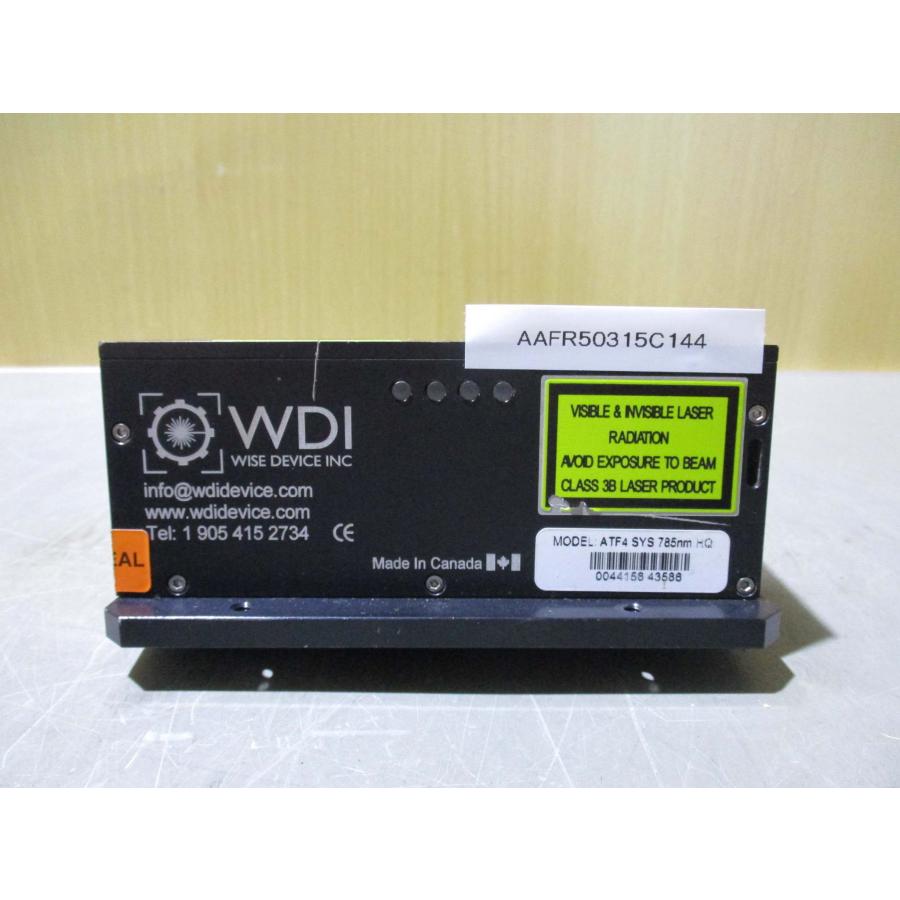 AAFR50315C144
WDI
WISE DEVICE INC
info@wdidevice.com
www.wdidevice.com
Tel: 1 905 415 2734 CE
Made In Canada
VISIBLE & INVISIBLE LASER
RADIATION
AVOID EXPOSURE TO BEAM
CLASS 3B LASER PRODUCT
MODEL: ATF4 SYS 785nm HQ
0044156 43586
EAL